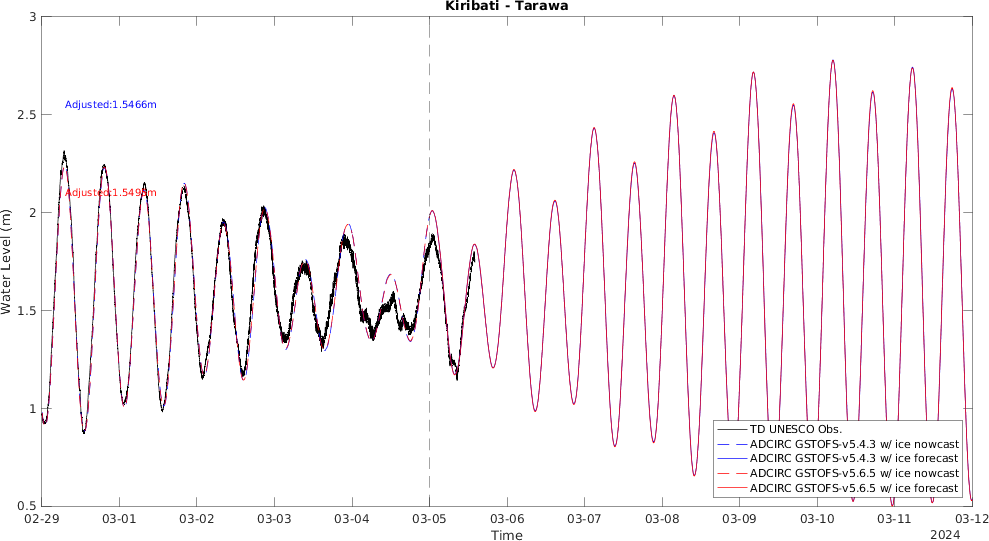 Kiribati - Tarawa
3
2.5
2
1.5
1
0.5
Water Level (m)
Adjusted:1.5466m
Adjusted:1.5493m
TD UNESCO Obs.
ADCIRC GSTOFS-v5.4.3 w/ ice nowcast
ADCIRC GSTOFS-v5.4.3 w/ ice forecast
ADCIRC GSTOFS-v5.6.5 w/ ice nowcast
ADCIRC GSTOFS-v5.6.5 w/ ice forecast
02-29 03-01 03-02 03-03 03-04 03-05 03-06 03-07 03-08 03-09 03-10 03-11 03-12
Time
2024